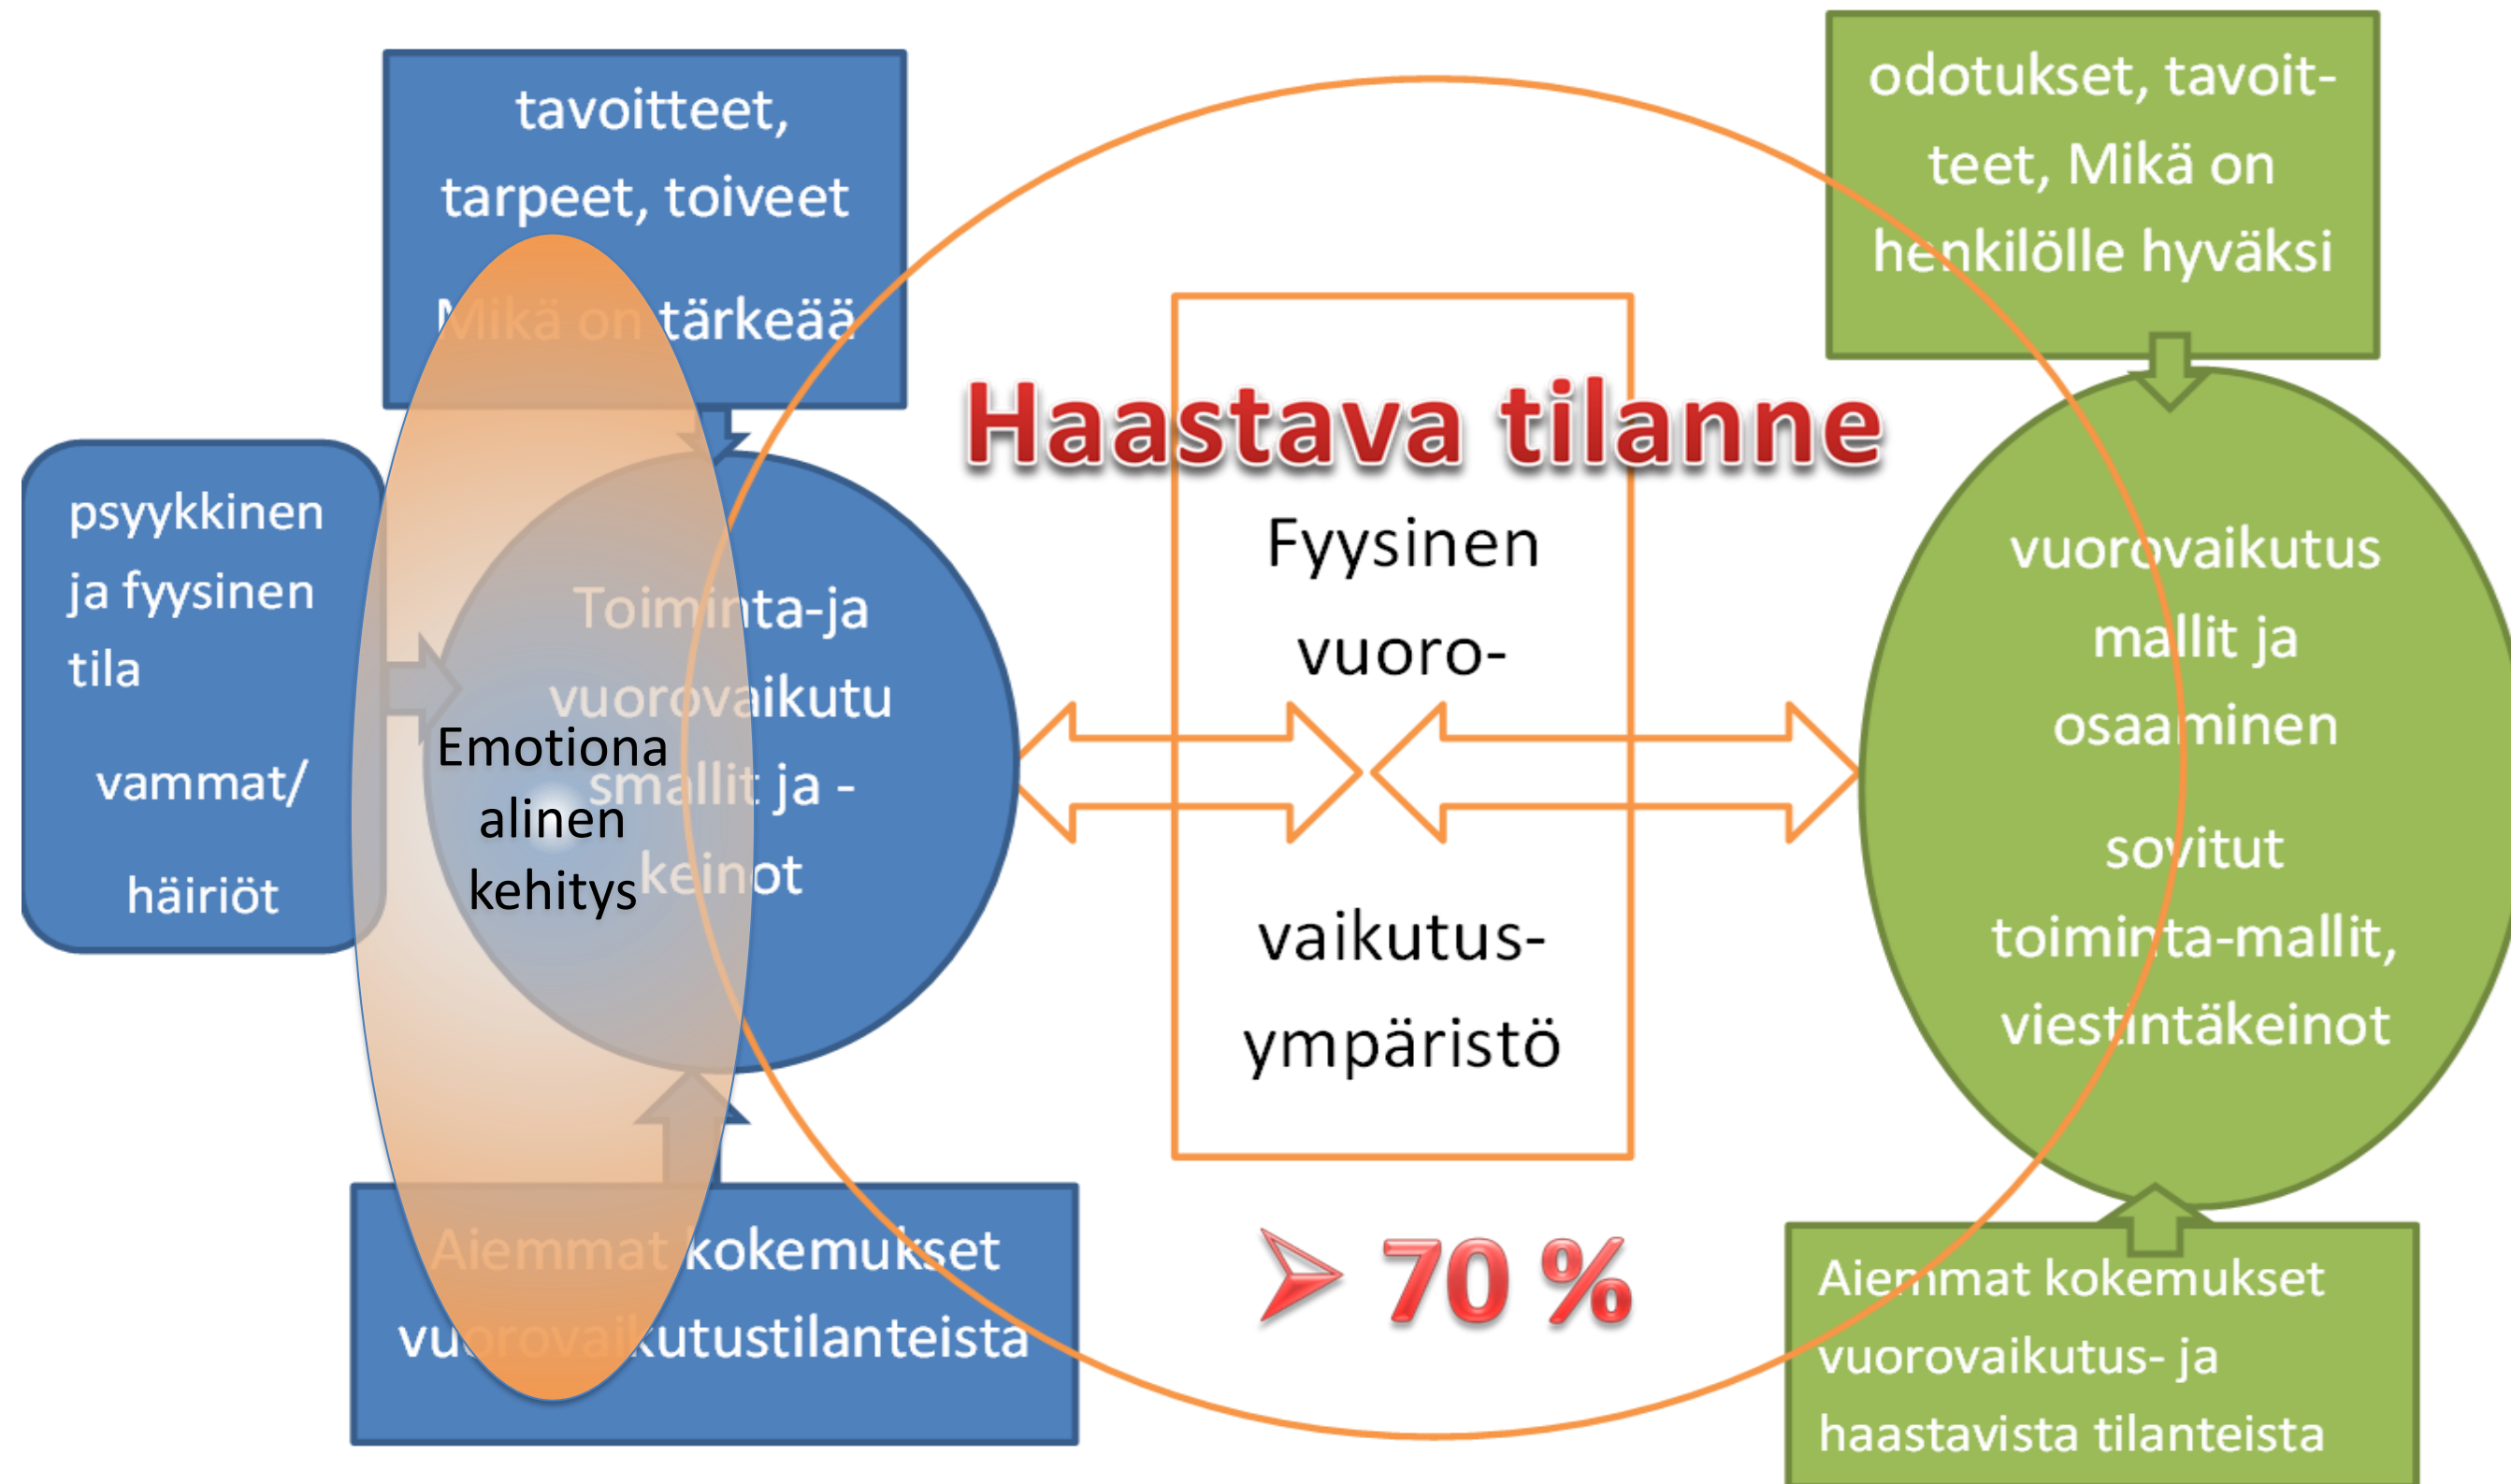 tavoitteet,
tarpeet, toiveet
Mikä on tärkeää
psyykkinen
ja fyysinen
tila
vammat/
häiriöt
Emotiona
alinen
kehitys
Toiminta-ja
vuorovaikutu
smallit ja -
keinot
Aiemmat kokemukset
vuorovaikutustilanteista
Haastava tilanne
Fyysinen
vuoro-
vaikutus-
ympäristö
➢ 70 %
odotukset, tavoit-
teet, Mikä on
henkilölle hyväksi
vuorovaikutus
mallit ja
osaaminen
sovitut
toiminta-mallit,
viestintäkeinot
Aiemmat kokemukset
vuorovaikutus- ja
haastavista tilanteista